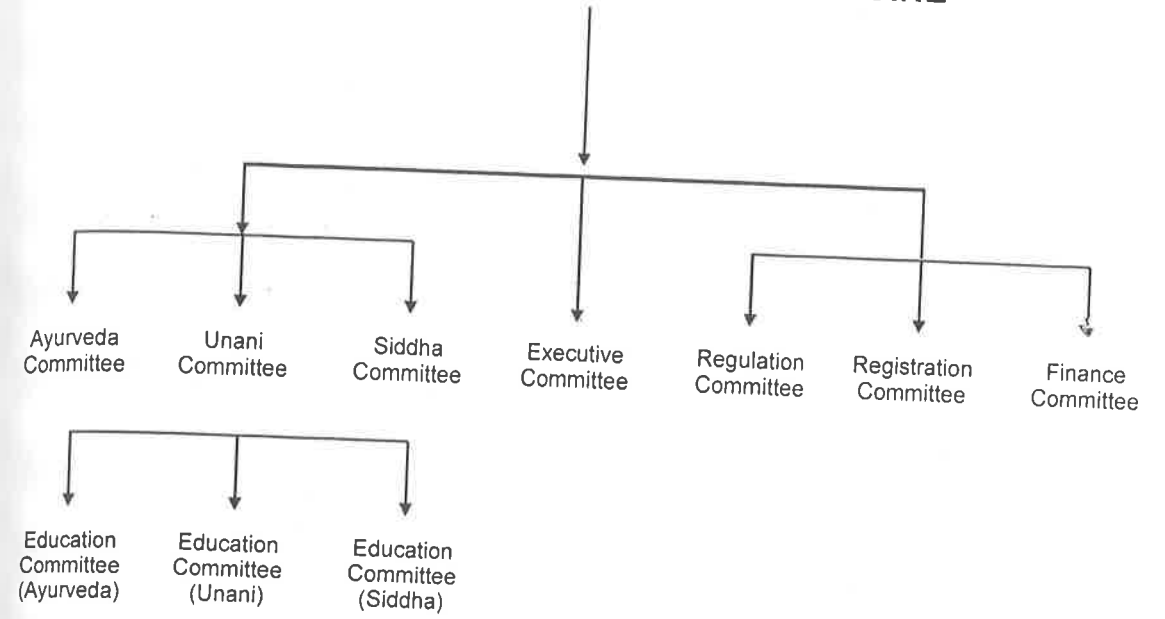 Ayurveda
Committee
Unani
Committee
Siddha
Committee
Executive
Committee
Regulation
Committee
Registration
Committee
Finance
Committee
Education
Committee
(Ayurveda)
Education
Committee
(Unani)
Education
Committee
(Siddha)